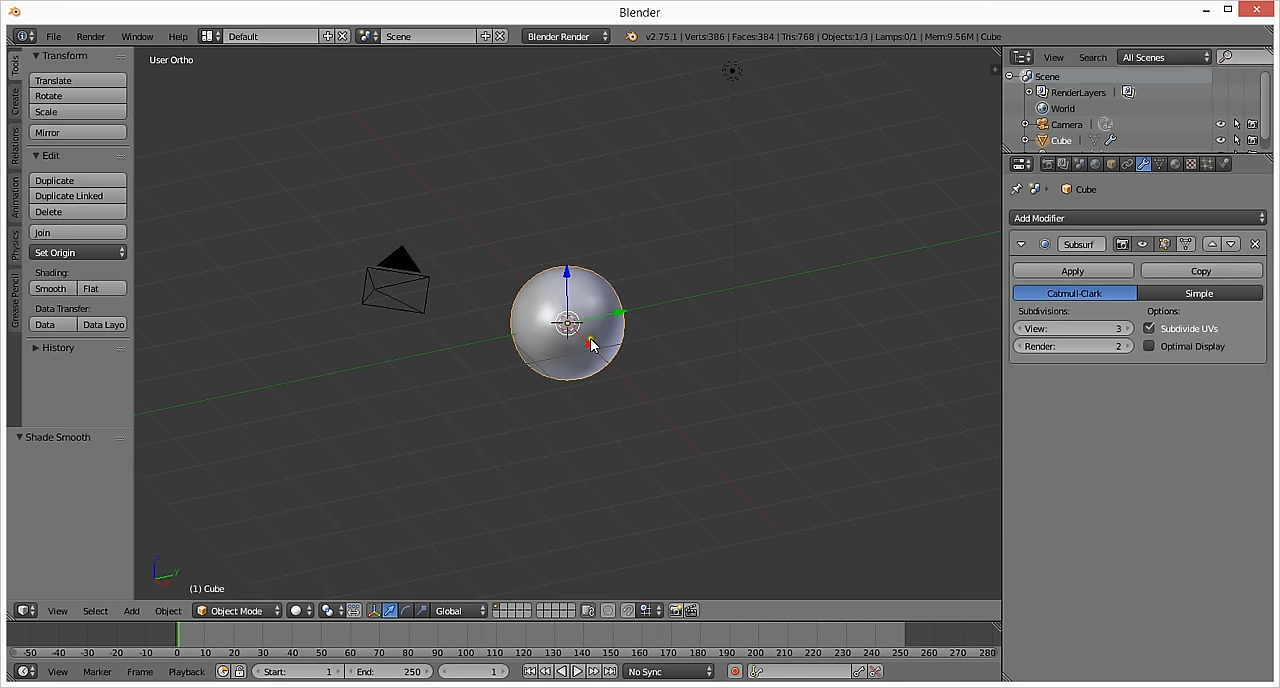 Blender
File Render Window Help Default Scene Blender Render v2.75.1 | Verts:386 | Faces:384 | Tris:768 | Objects:1/3 | Lamps:0/1 | Mem:9.56M | Cube
Tools
Create
Relations
Animation
Physics
Grease Pencil
Transform
Translate
Rotate
Scale
Mirror
Edit
Duplicate
Duplicate Linked
Delete
Join
Set Origin
Shading:
Smooth Flat
Data Transfer:
Data Data Layo
History
Shade Smooth
User Ortho
(1) Cube
z
y
View Search All Scenes
Scene
RenderLayers
World
Camera
Cube
Cube
Add Modifier
Subsurf
Apply Copy
Catmull-Clark Simple
Subdivisions: Options:
View: 3 Subdivide UVs
Render: 2 Optimal Display
View Select Add Object Object Mode Global
-50 -40 -30 -20 -10 0 10 20 30 40 50 60 70 80 90 100 110 120 130 140 150 160 170 180 190 200 210 220 230 240 250 260 270 280
View Marker Frame Playback Start: 1 End: 250 1 No Sync